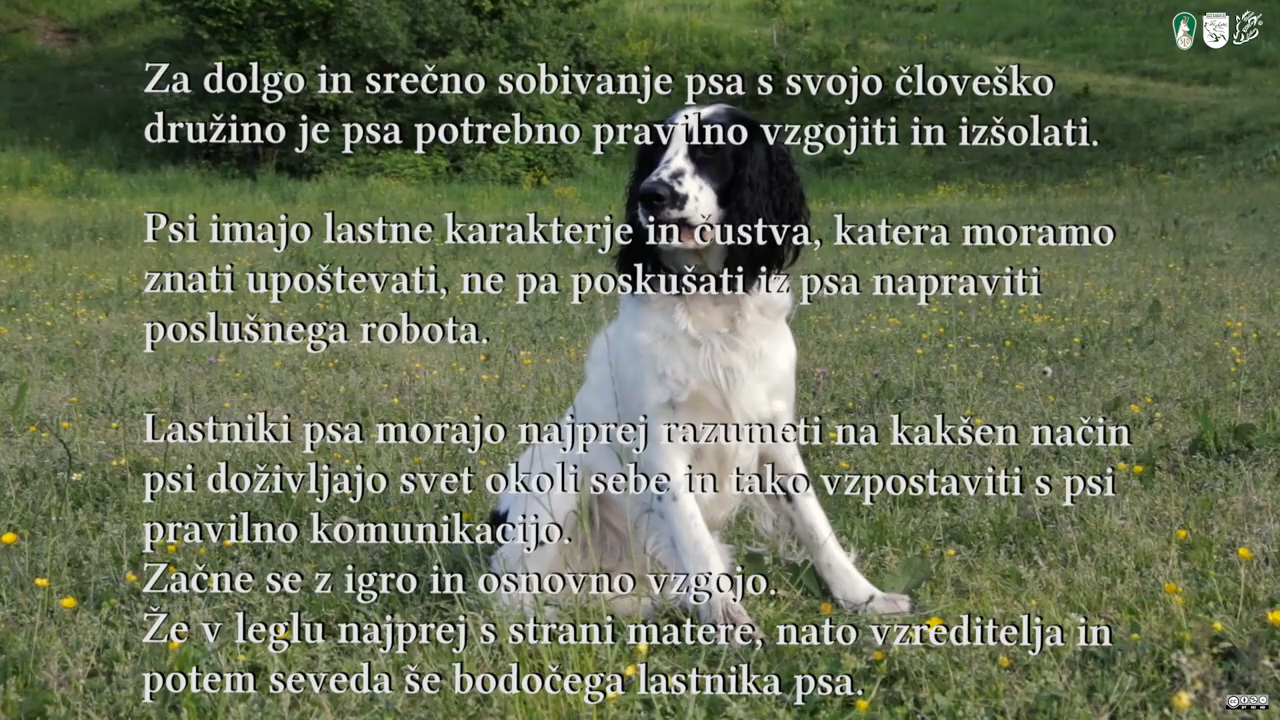 Za dolgo in srečno sobivanje psa s svojo človeško
družino je psa potrebno pravilno vzgojiti in izšolati.
Psi imajo lastne karakterje in čustva, katera moramo
znati upoštevati, ne pa poskušati iz psa napraviti
poslušnega robota.
Lastniki psa morajo najprej razumeti na kakšen način
psi doživljajo svet okoli sebe in tako vzpostaviti s psi
pravilno komunikacijo.
Začne se z igro in osnovno vzgojo.
Že v leglu najprej s strani matere, nato vzreditelja in
potem seveda še bodočega lastnika psa.